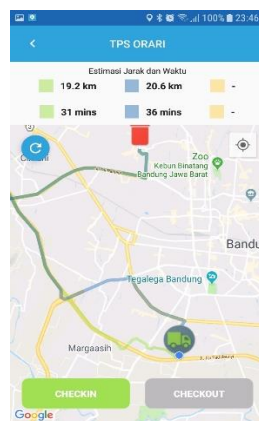 100% 23:46
TPS ORARI
Estimasi Jarak dan Waktu
19.2 km 20.6 km -
31 mins 36 mins -
Zoo
Kebun Binatang
Bandung Jawa Barat
Bandu
Tegalega Bandung
Margaasih
CHECKIN CHECKOUT
Google